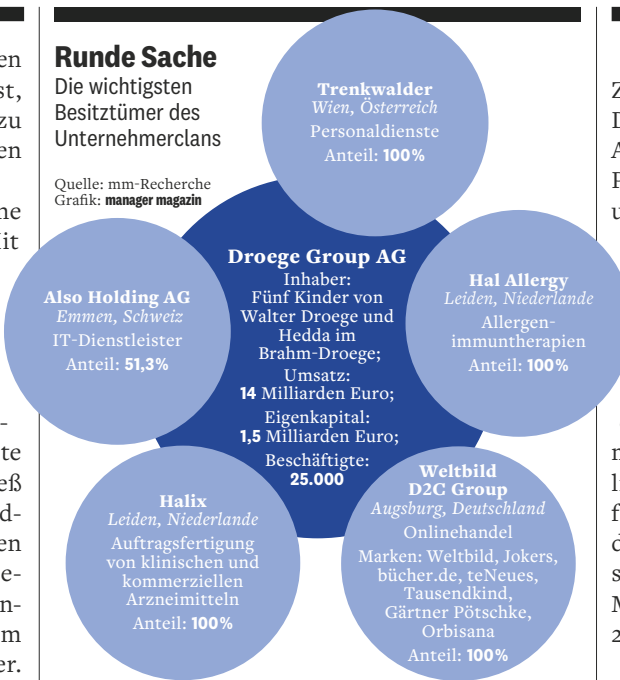 Runde Sache
Die wichtigsten
Besitztümer des
Unternehmerclans
Quelle: mm-Recherche
Grafik: manager magazin
Trenkwalder
Wien, Österreich
Personaldienste
Anteil: 100%
Droege Group AG
Inhaber:
Fünf Kinder von
Walter Droege und
Hedda im
Brahm-Droege;
Umsatz:
14 Milliarden Euro;
Eigenkapital:
1,5 Milliarden Euro;
Beschäftigte:
25.000
Also Holding AG
Emmen, Schweiz
IT-Dienstleister
Anteil: 51,3%
Hal Allergy
Leiden, Niederlande
Allergen-
immuntherapien
Anteil: 100%
Halix
Leiden, Niederlande
Auftragsfertigung
von klinischen und
kommerziellen
Arzneimitteln
Anteil: 100%
Weltbild
D2C Group
Augsburg, Deutschland
Onlinehandel
Marken: Weltbild, Jokers,
bücher.de, teNeues,
Tausendkind,
Gärtner Pötschke,
Orbisana
Anteil: 100%